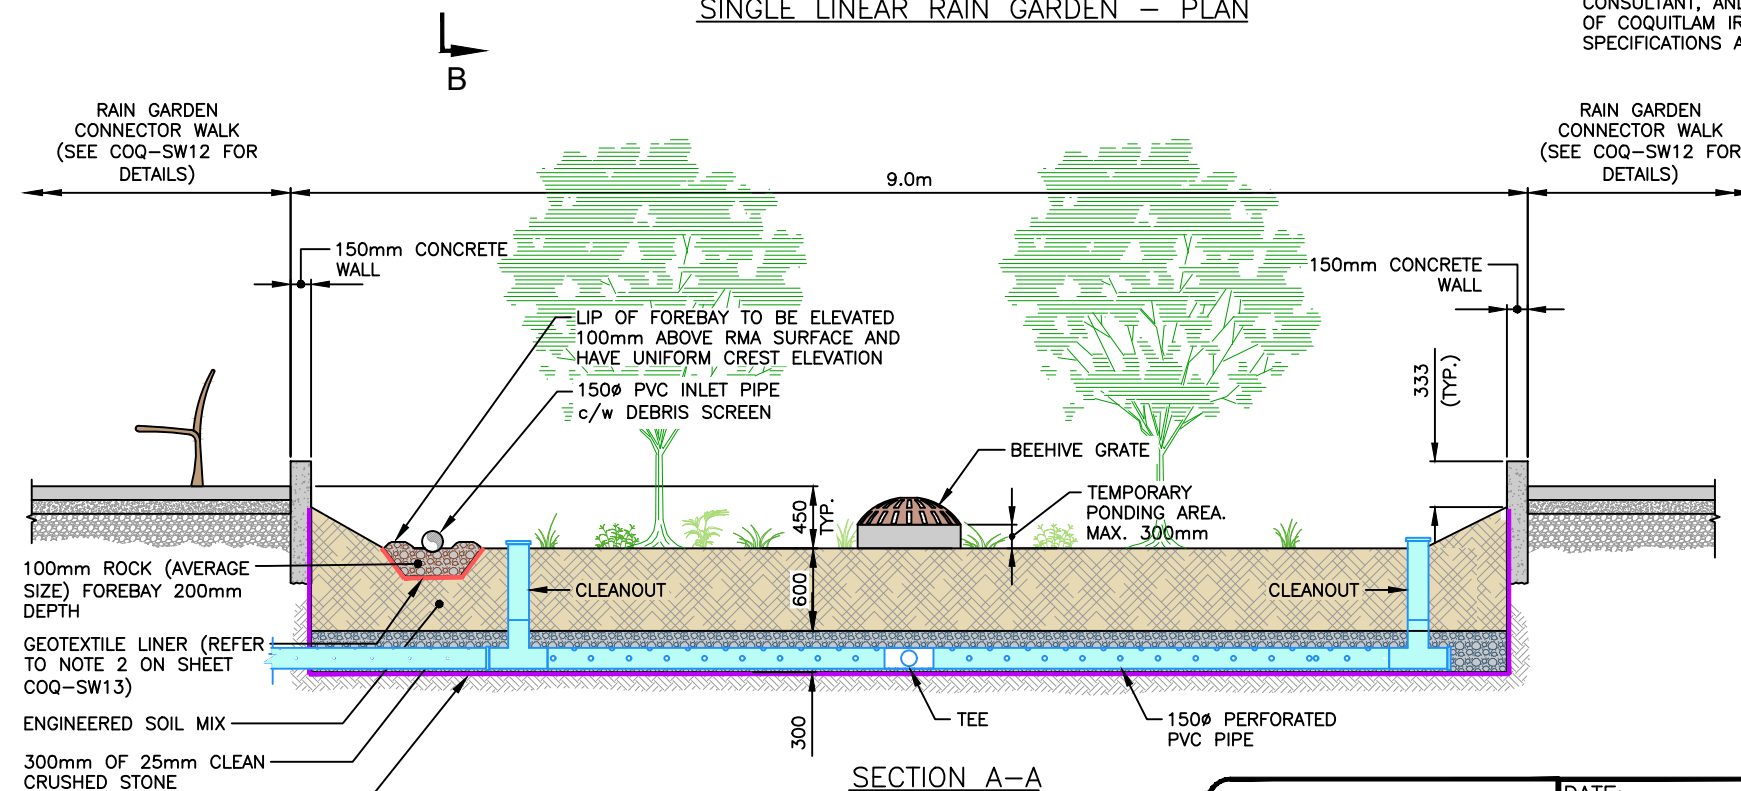 SINGLE LINEAR RAIN GARDEN – PLAN
CONSULTANT, AND
OF COQUITLAM IR
SPECIFICATIONS A
B
RAIN GARDEN
CONNECTOR WALK
(SEE COQ–SW12 FOR
DETAILS)
9.0m
RAIN GARDEN
CONNECTOR WALK
(SEE COQ–SW12 FOR
DETAILS)
150mm CONCRETE
WALL
150mm CONCRETE
WALL
LIP OF FOREBAY TO BE ELEVATED
100mm ABOVE RMA SURFACE AND
HAVE UNIFORM CREST ELEVATION
150ø PVC INLET PIPE
c/w DEBRIS SCREEN
333
(TYP.)
BEEHIVE GRATE
TEMPORARY
PONDING AREA.
MAX. 300mm
450
TYP.
100mm ROCK (AVERAGE
SIZE) FOREBAY 200mm
DEPTH
CLEANOUT
600
CLEANOUT
GEOTEXTILE LINER (REFER
TO NOTE 2 ON SHEET
COQ–SW13)
ENGINEERED SOIL MIX
300
TEE
150ø PERFORATED
PVC PIPE
300mm OF 25mm CLEAN
CRUSHED STONE
SECTION A–A
DATE: